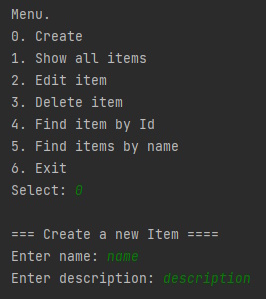 Menu.
0. Create
1. Show all items
2. Edit item
3. Delete item
4. Find item by Id
5. Find items by name
6. Exit
Select: 0
=== Create a new Item ====
Enter name: name
Enter description: description